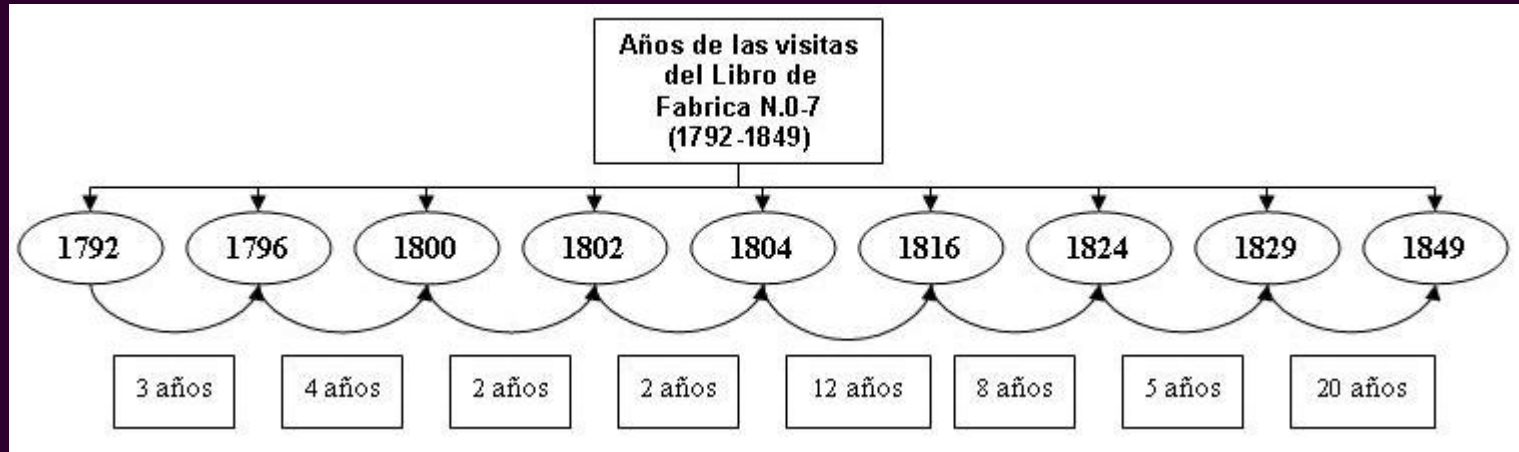 Años de las visitas
del Libro de
Fabrica N.0-7
(1792-1849)
1792 1796 1800 1802 1804 1816 1824 1829 1849
3 años 4 años 2 años 2 años 12 años 8 años 5 años 20 años